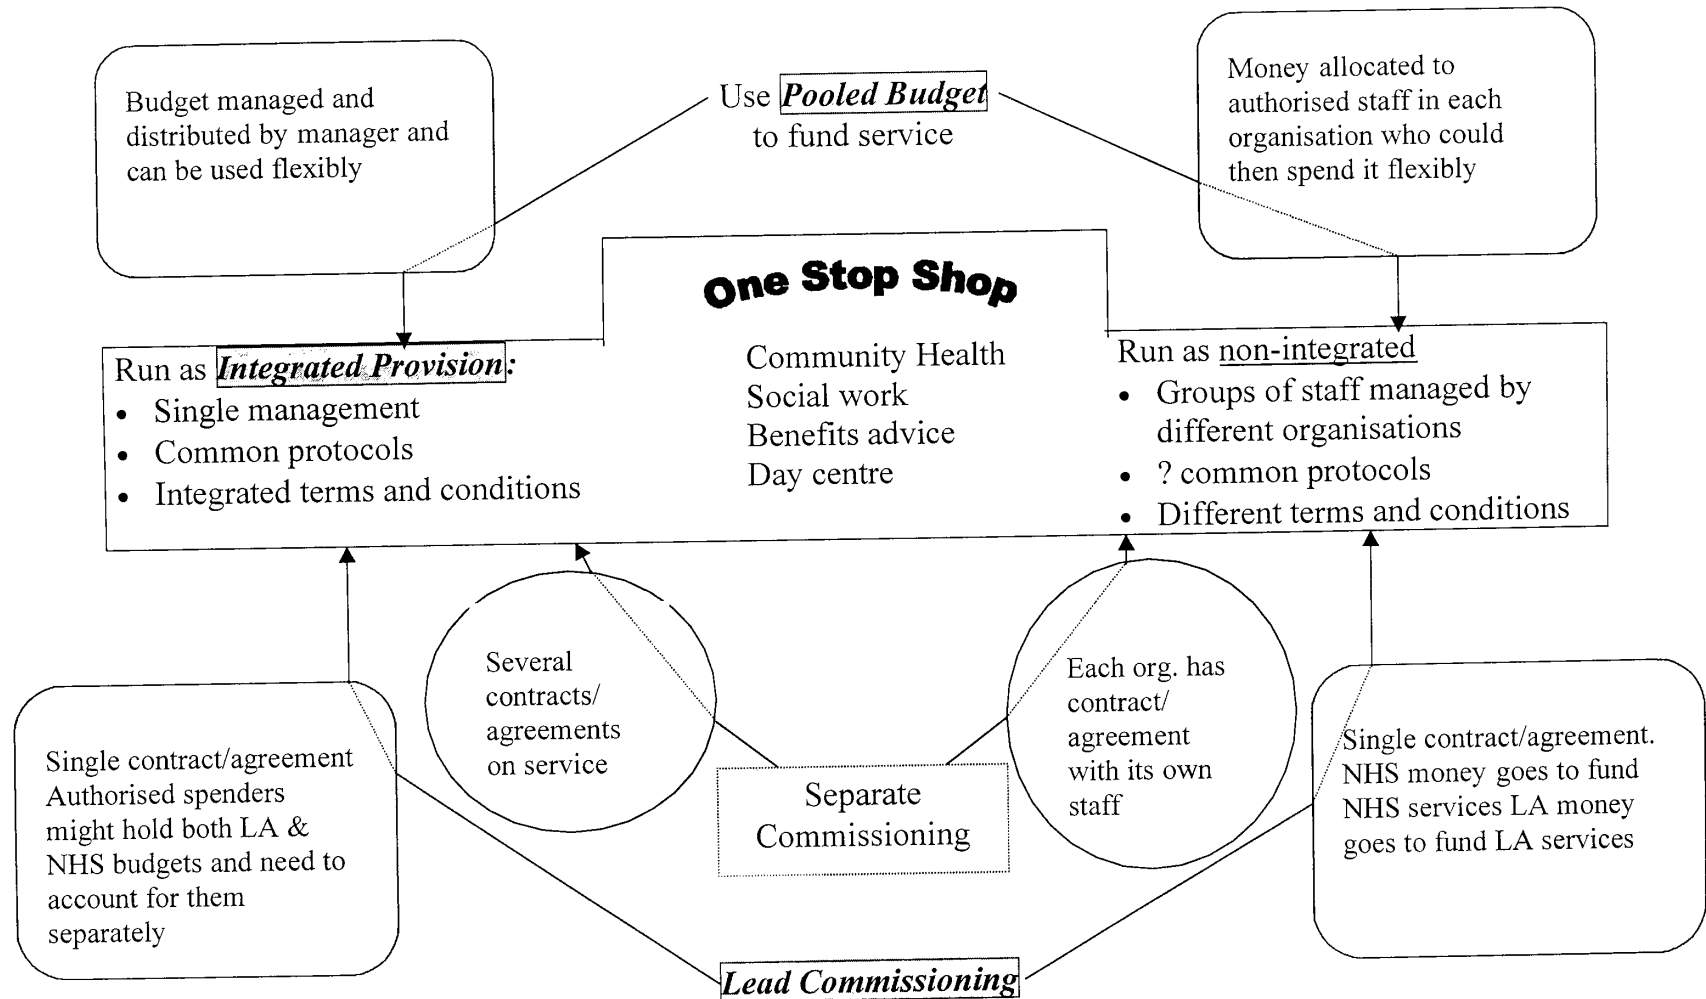 Budget managed and
distributed by manager and
can be used flexibly
Use Pooled Budget
to fund service
Money allocated to
authorised staff in each
organisation who could
then spend it flexibly
One Stop Shop
Run as Integrated Provision:
• Single management
• Common protocols
• Integrated terms and conditions
Community Health
Social work
Benefits advice
Day centre
Run as non-integrated
• Groups of staff managed by
different organisations
• ? common protocols
• Different terms and conditions
Single contract/agreement
Authorised spenders
might hold both LA &
NHS budgets and need to
account for them
separately
Several
contracts/
agreements
on service
Separate
Commissioning
Each org. has
contract/
agreement
with its own
staff
Single contract/agreement.
NHS money goes to fund
NHS services LA money
goes to fund LA services
Lead Commissioning